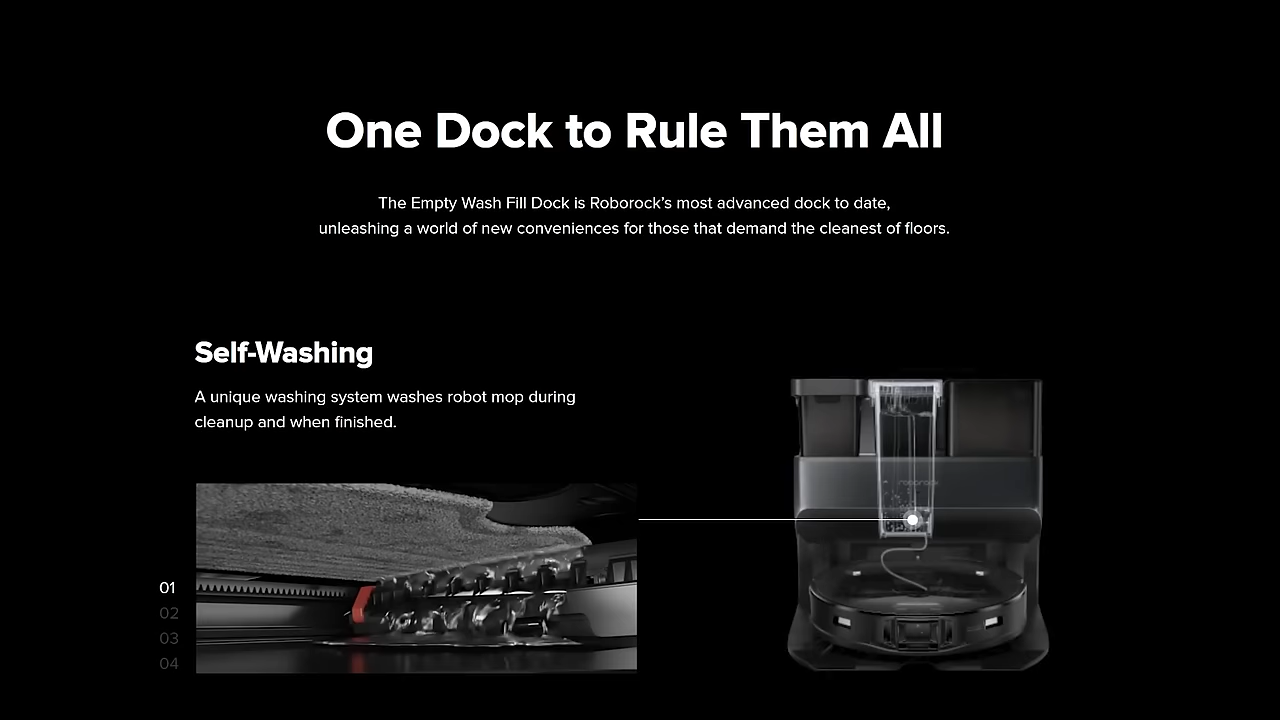 One Dock to Rule Them All
The Empty Wash Fill Dock is Roborock's most advanced dock to date,
unleashing a world of new conveniences for those that demand the cleanest of floors.
Self-Washing
A unique washing system washes robot mop during
cleanup and when finished.
roborock
01
02
03
04